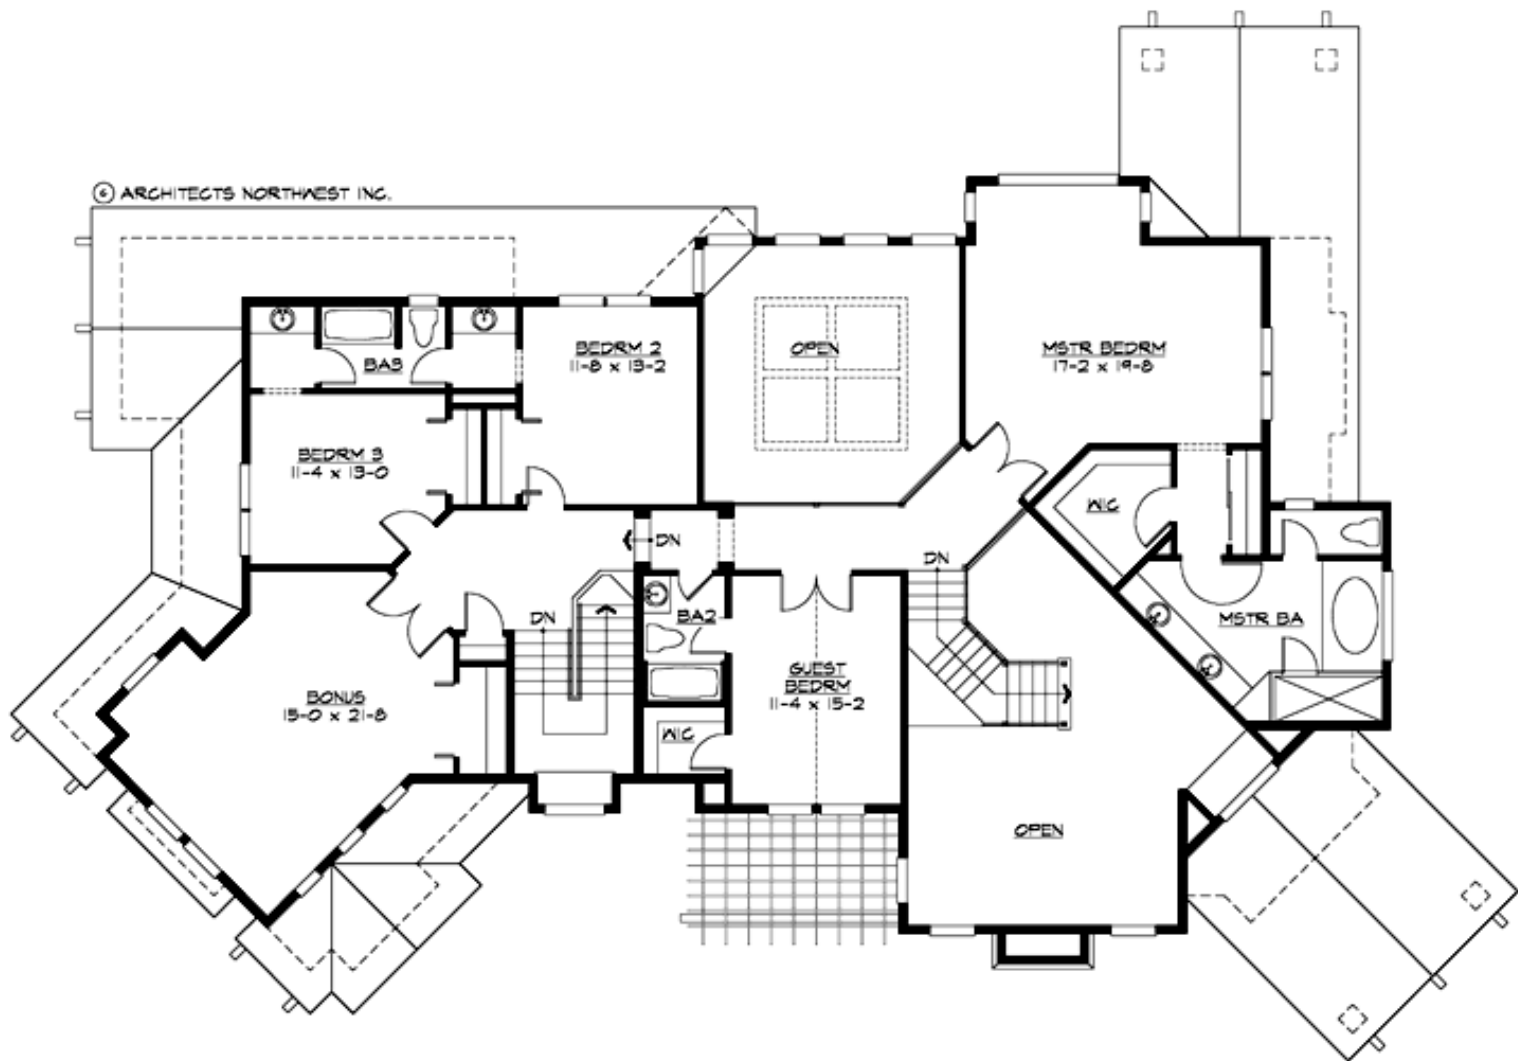 © ARCHITECTS NORTHWEST INC.
BA3
BEDRM 2
11-8 x 13-2
OPEN
MSTR BEDRM
17-2 x 19-8
BEDRM 3
11-4 x 13-0
WIC
DN
DN
DN
BA2
MSTR BA
GUEST
BEDRM
11-4 x 15-2
BONUS
15-0 x 21-8
WIC
OPEN